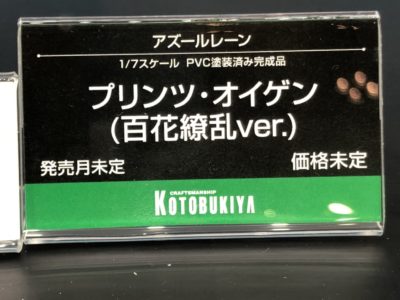 アズールレーン
1/7スケール PVC塗装済み完成品
プリンツ・オイゲン
(百花繚乱ver.)
発売月未定 価格未定
CRAFTSMANSHIP
KOTOBUKIYA